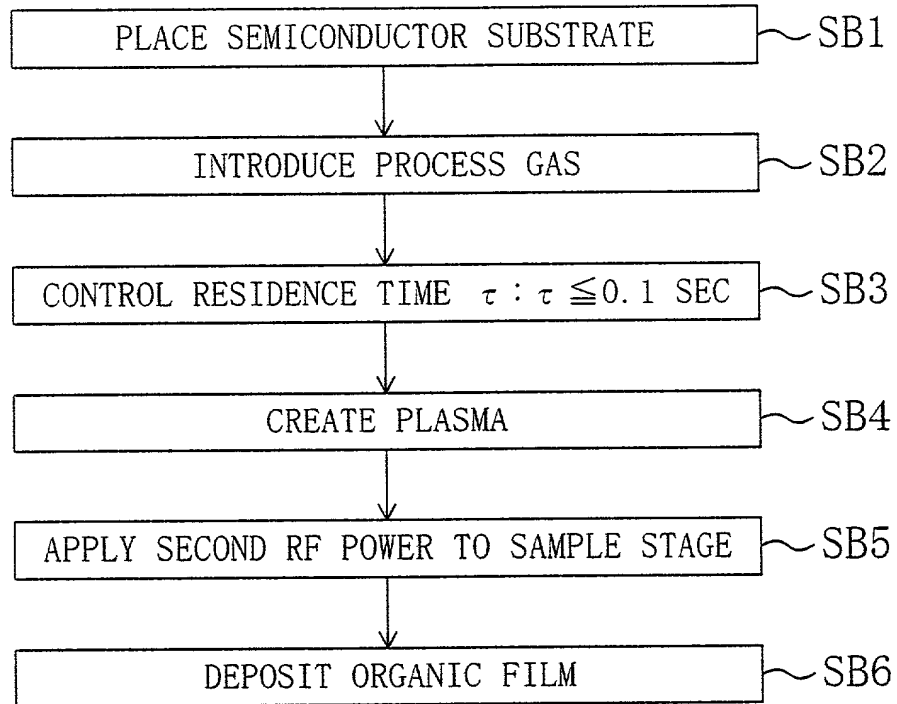 PLACE SEMICONDUCTOR SUBSTRATE SB1
INTRODUCE PROCESS GAS SB2
CONTROL RESIDENCE TIME τ : τ ≦0.1 SEC SB3
CREATE PLASMA SB4
APPLY SECOND RF POWER TO SAMPLE STAGE SB5
DEPOSIT ORGANIC FILM SB6